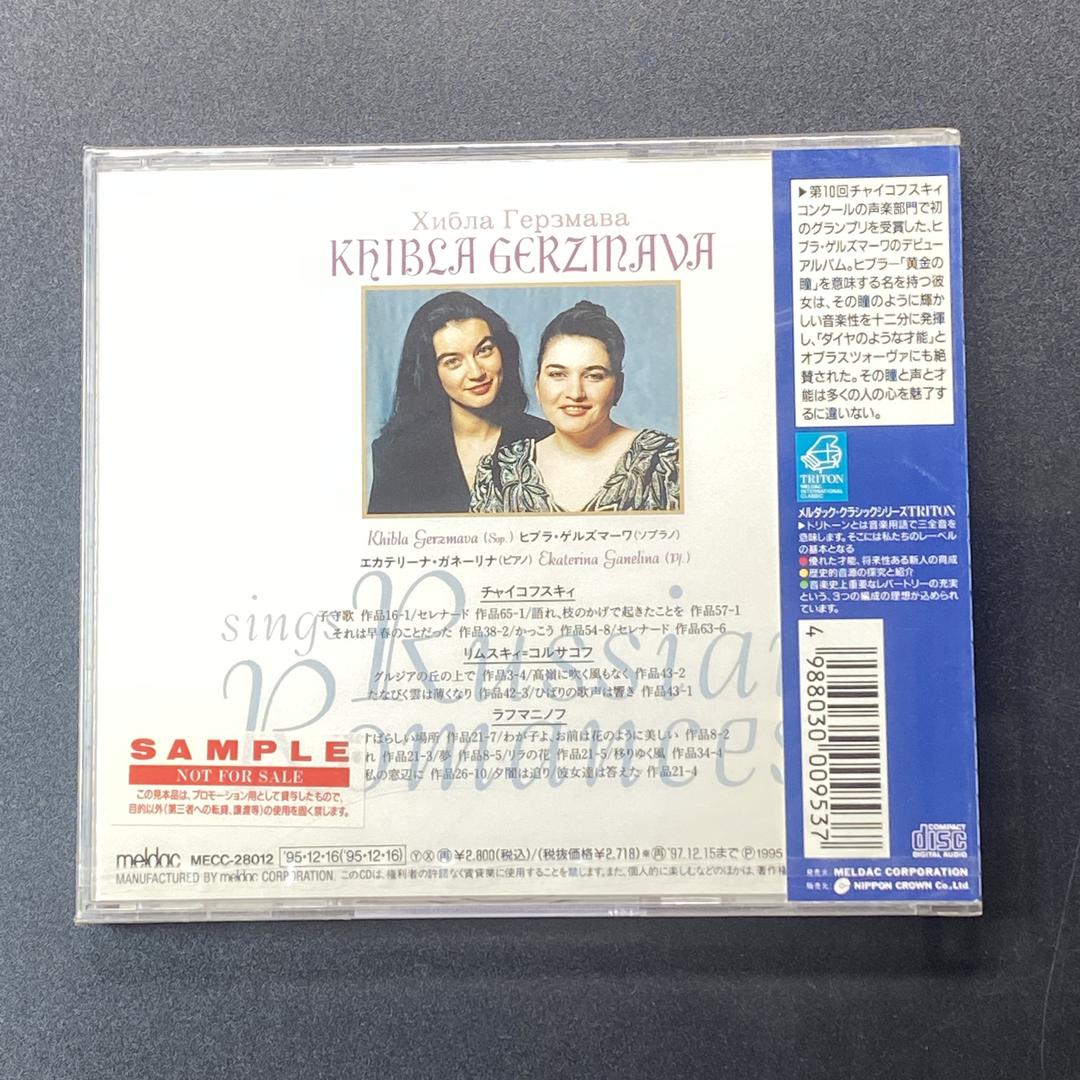 Хибла Герзмава
KHIBLA GERZMAVA
Khibla Gerzmava (Sop.) ヒブラ・ゲルズマーワ(ソプラノ)
エカテリーナ・ガネーリナ(ピアノ) Ekaterina Ganelina (Pf.)
sings Russian
Romances
チャイコフスキィ
子守歌 作品16-1/セレナード 作品65-1/語れ、枝のかげで起きたことを 作品57-1
それは早春のことだった 作品38-2/かっこう 作品54-8/セレナード 作品63-6
リムスキィ=コルサコフ
グルジアの丘の上で 作品3-4/高嶺に吹く風もなく 作品43-2
たなびく雲は薄くなり 作品42-3/ひばりの歌声は響き 作品43-1
ラフマニノフ
すばらしい場所 作品21-7/わが子よ、お前は花のように美しい 作品8-2
れ 作品21-3/夢 作品8-5/リラの花 作品21-5/移りゆく風 作品34-4
私の窓辺に 作品26-10/夕闇は迫り/彼女達は答えた 作品21-4
SAMPLE
NOT FOR SALE
この見本品は、プロモーション用として貸与したもので、
目的以外(第三者への転貸、譲渡等)の使用を固く禁じます。
meldac MECC-28012 '95・12・16('95・12・16) Ⓨ Ⓧ 再 ¥2,800(税込)/(税抜価格¥2,718)*再'97.12.15まで Ⓟ1995
MANUFACTURED BY meldac CORPORATION. このCDは、権利者の許諾なく賃貸業に使用することを禁じます。また、個人的に楽しむなどのほかは、著作権
▶第10回チャイコフスキィ
コンクールの声楽部門で初
のグランプリを受賞した、ヒ
ブラ・ゲルズマーワのデビュー
アルバム。ヒブラ―「黄金の
瞳」を意味する名を持つ彼
女は、その瞳のように輝か
しい音楽性を十二分に発揮
し、「ダイヤのような才能」と
オブラスツォーヴァにも絶
賛された。その瞳と声と才
能は多くの人の心を魅了す
るに違いない。
TRITON
MELDAC
INTERNATIONAL
CLASSIC
メルダック・クラシックシリーズTRITON
▶トリトーンとは音楽用語で三全音を
意味します。そこには私たちのレーベル
の基本となる
●優れた才能、将来性ある新人の育成
●歴史的音源の探究と紹介
●音楽史上重要なレパートリーの充実
という、3つの編成の理想が込められ
ています。
4 988030 009537
COMPACT
disc
DIGITAL AUDIO
発売元 MELDAC CORPORATION
販売元 NIPPON CROWN Co.,Ltd.